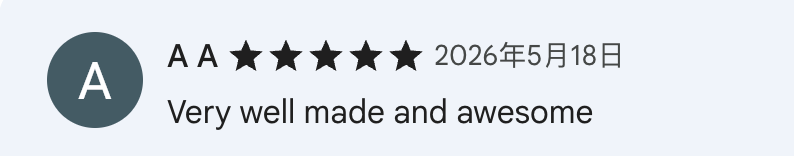 A
A A ★★★★★ 2026年5月18日
Very well made and awesome